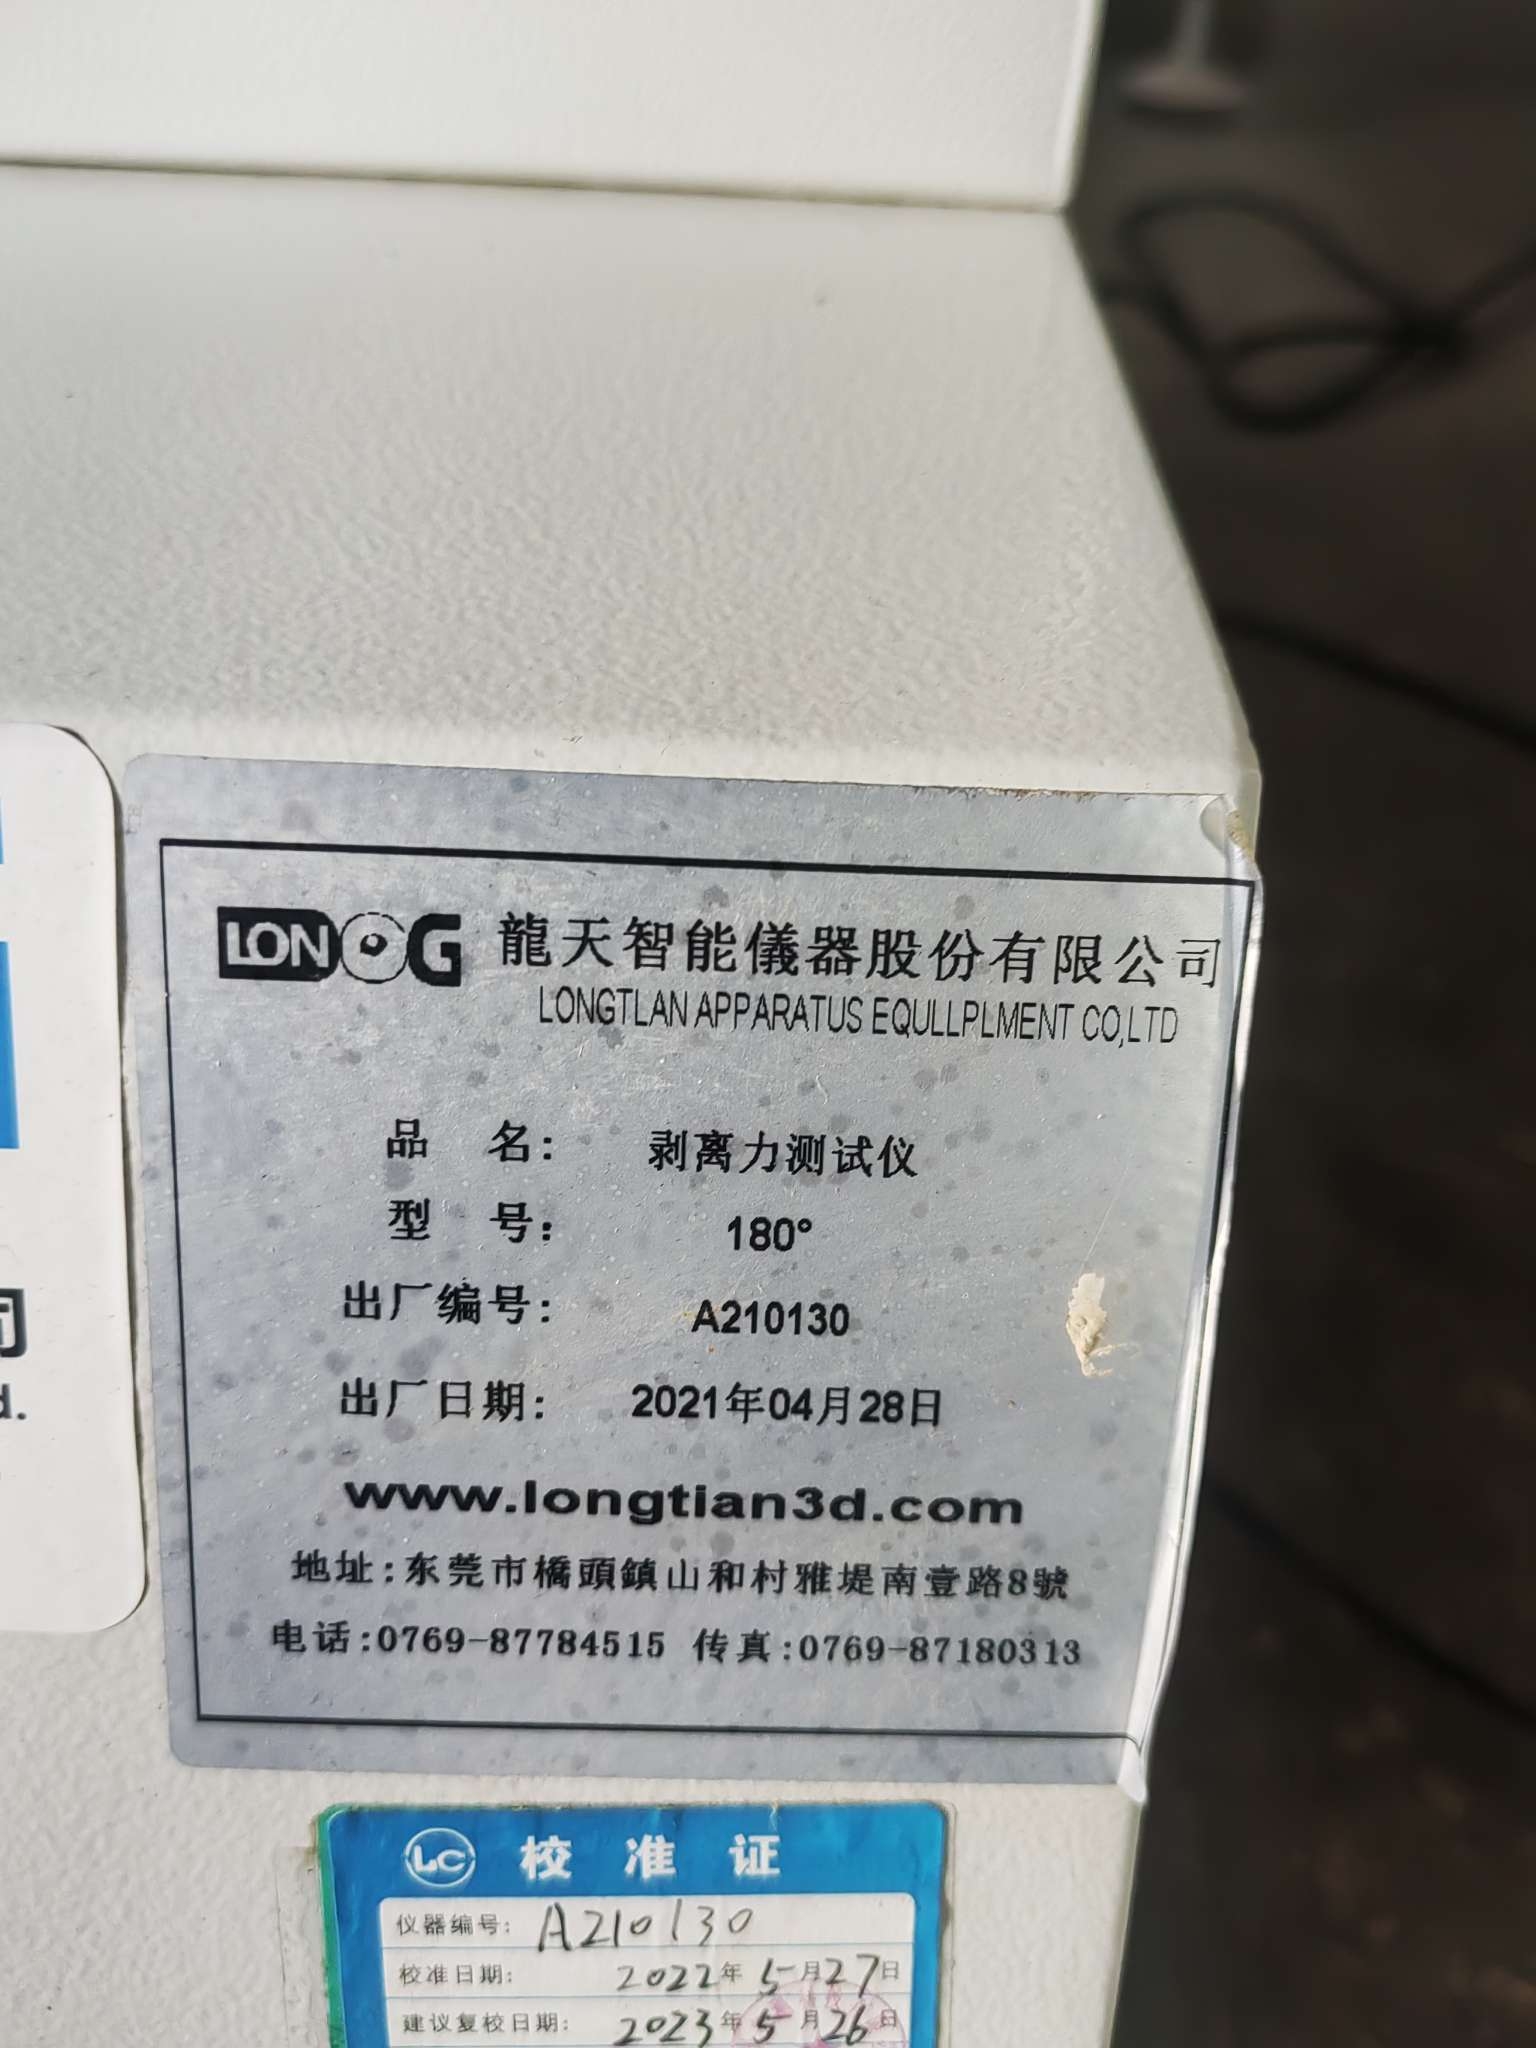 司
d.
LONOG 龍天智能儀器股份有限公司
LONGTLAN APPARATUS EQULLPLMENT CO,LTD
品 名: 剥离力测试仪
型 号: 180°
出厂编号: A210130
出厂日期: 2021年04月28日
www.longtian3d.com
地址:东莞市橋頭鎮山和村雅堤南壹路8號
电话:0769-87784515 传真:0769-87180313
LC 校准证
仪器编号: A210130
校准日期: 2022年5月27日
建议复校日期: 2023年5月26日